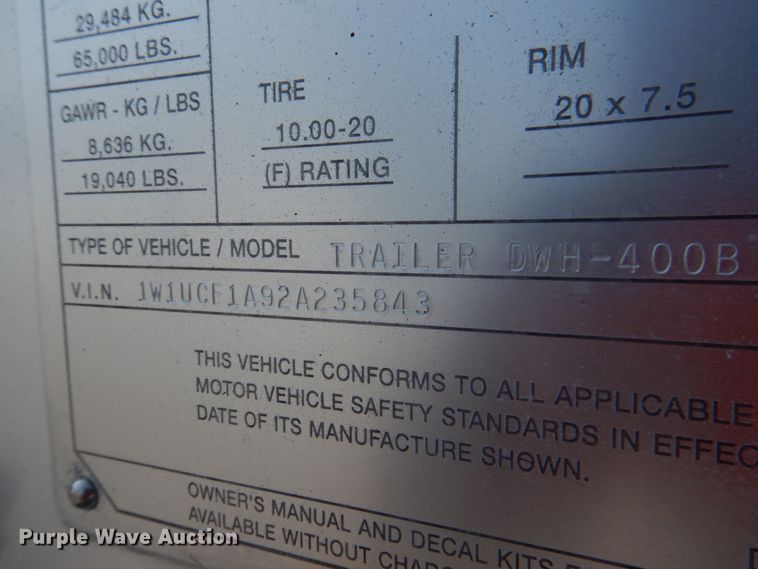 29,484 KG.
65,000 LBS.
GAWR - KG / LBS
8,636 KG.
19,040 LBS.
TIRE
10.00-20
(F) RATING
RIM
20 x 7.5
TYPE OF VEHICLE / MODEL TRAILER DWH-400B
V.I.N. 1W1UCF1A92A235843
THIS VEHICLE CONFORMS TO ALL APPLICABLE
MOTOR VEHICLE SAFETY STANDARDS IN EFFEC
DATE OF ITS MANUFACTURE SHOWN.
OWNER'S MANUAL AND DECAL KITS
AVAILABLE WITHOUT
Purple Wave Auction